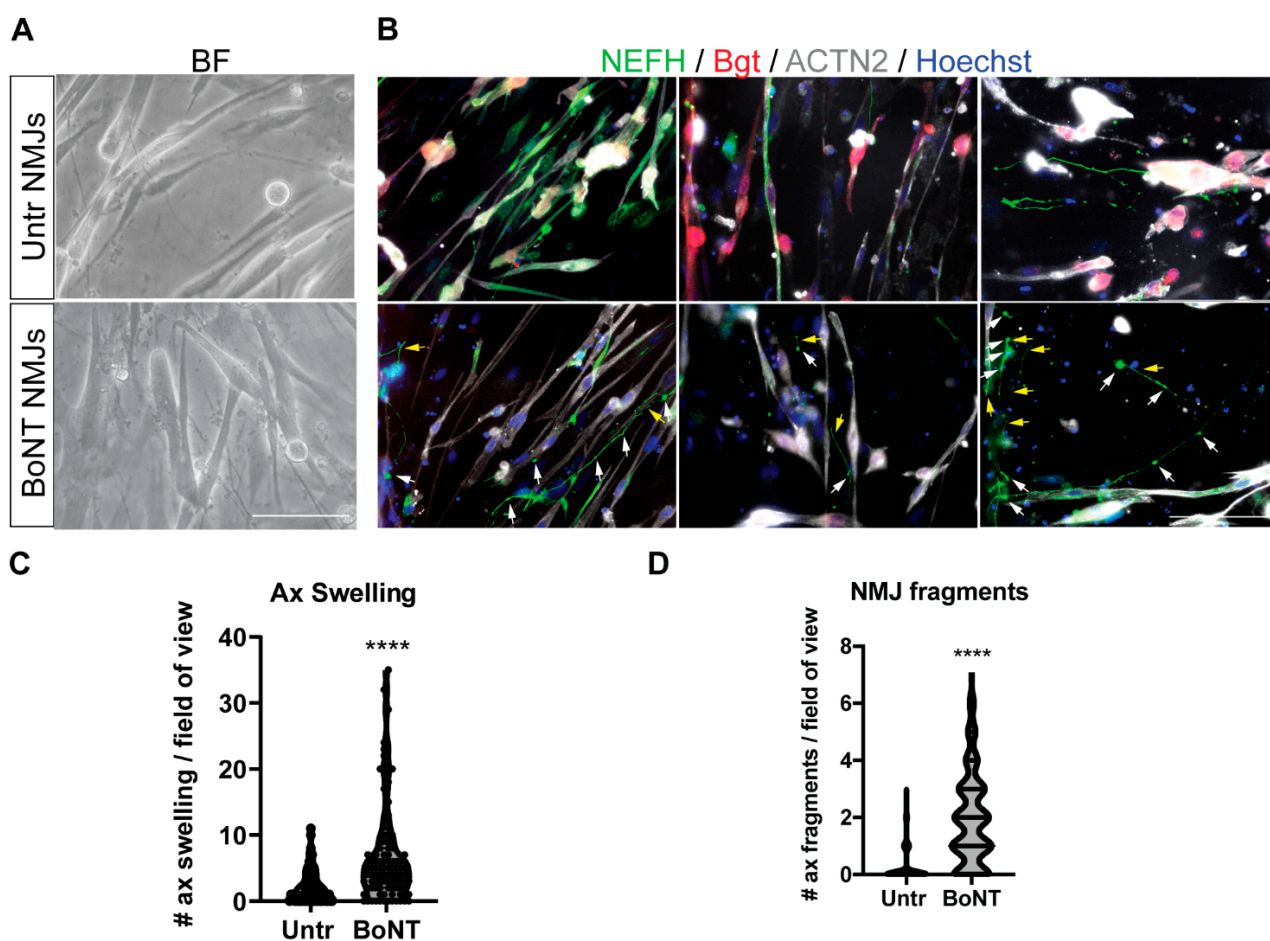 A
BF
Untr NMJs
BoNT NMJs
B
NEFH / Bgt / ACTN2 / Hoechst
C
Ax Swelling
****
# ax swelling / field of view
40
30
20
10
0
Untr
BoNT
D
NMJ fragments
****
# ax fragments / field of view
8
6
4
2
0
Untr
BoNT